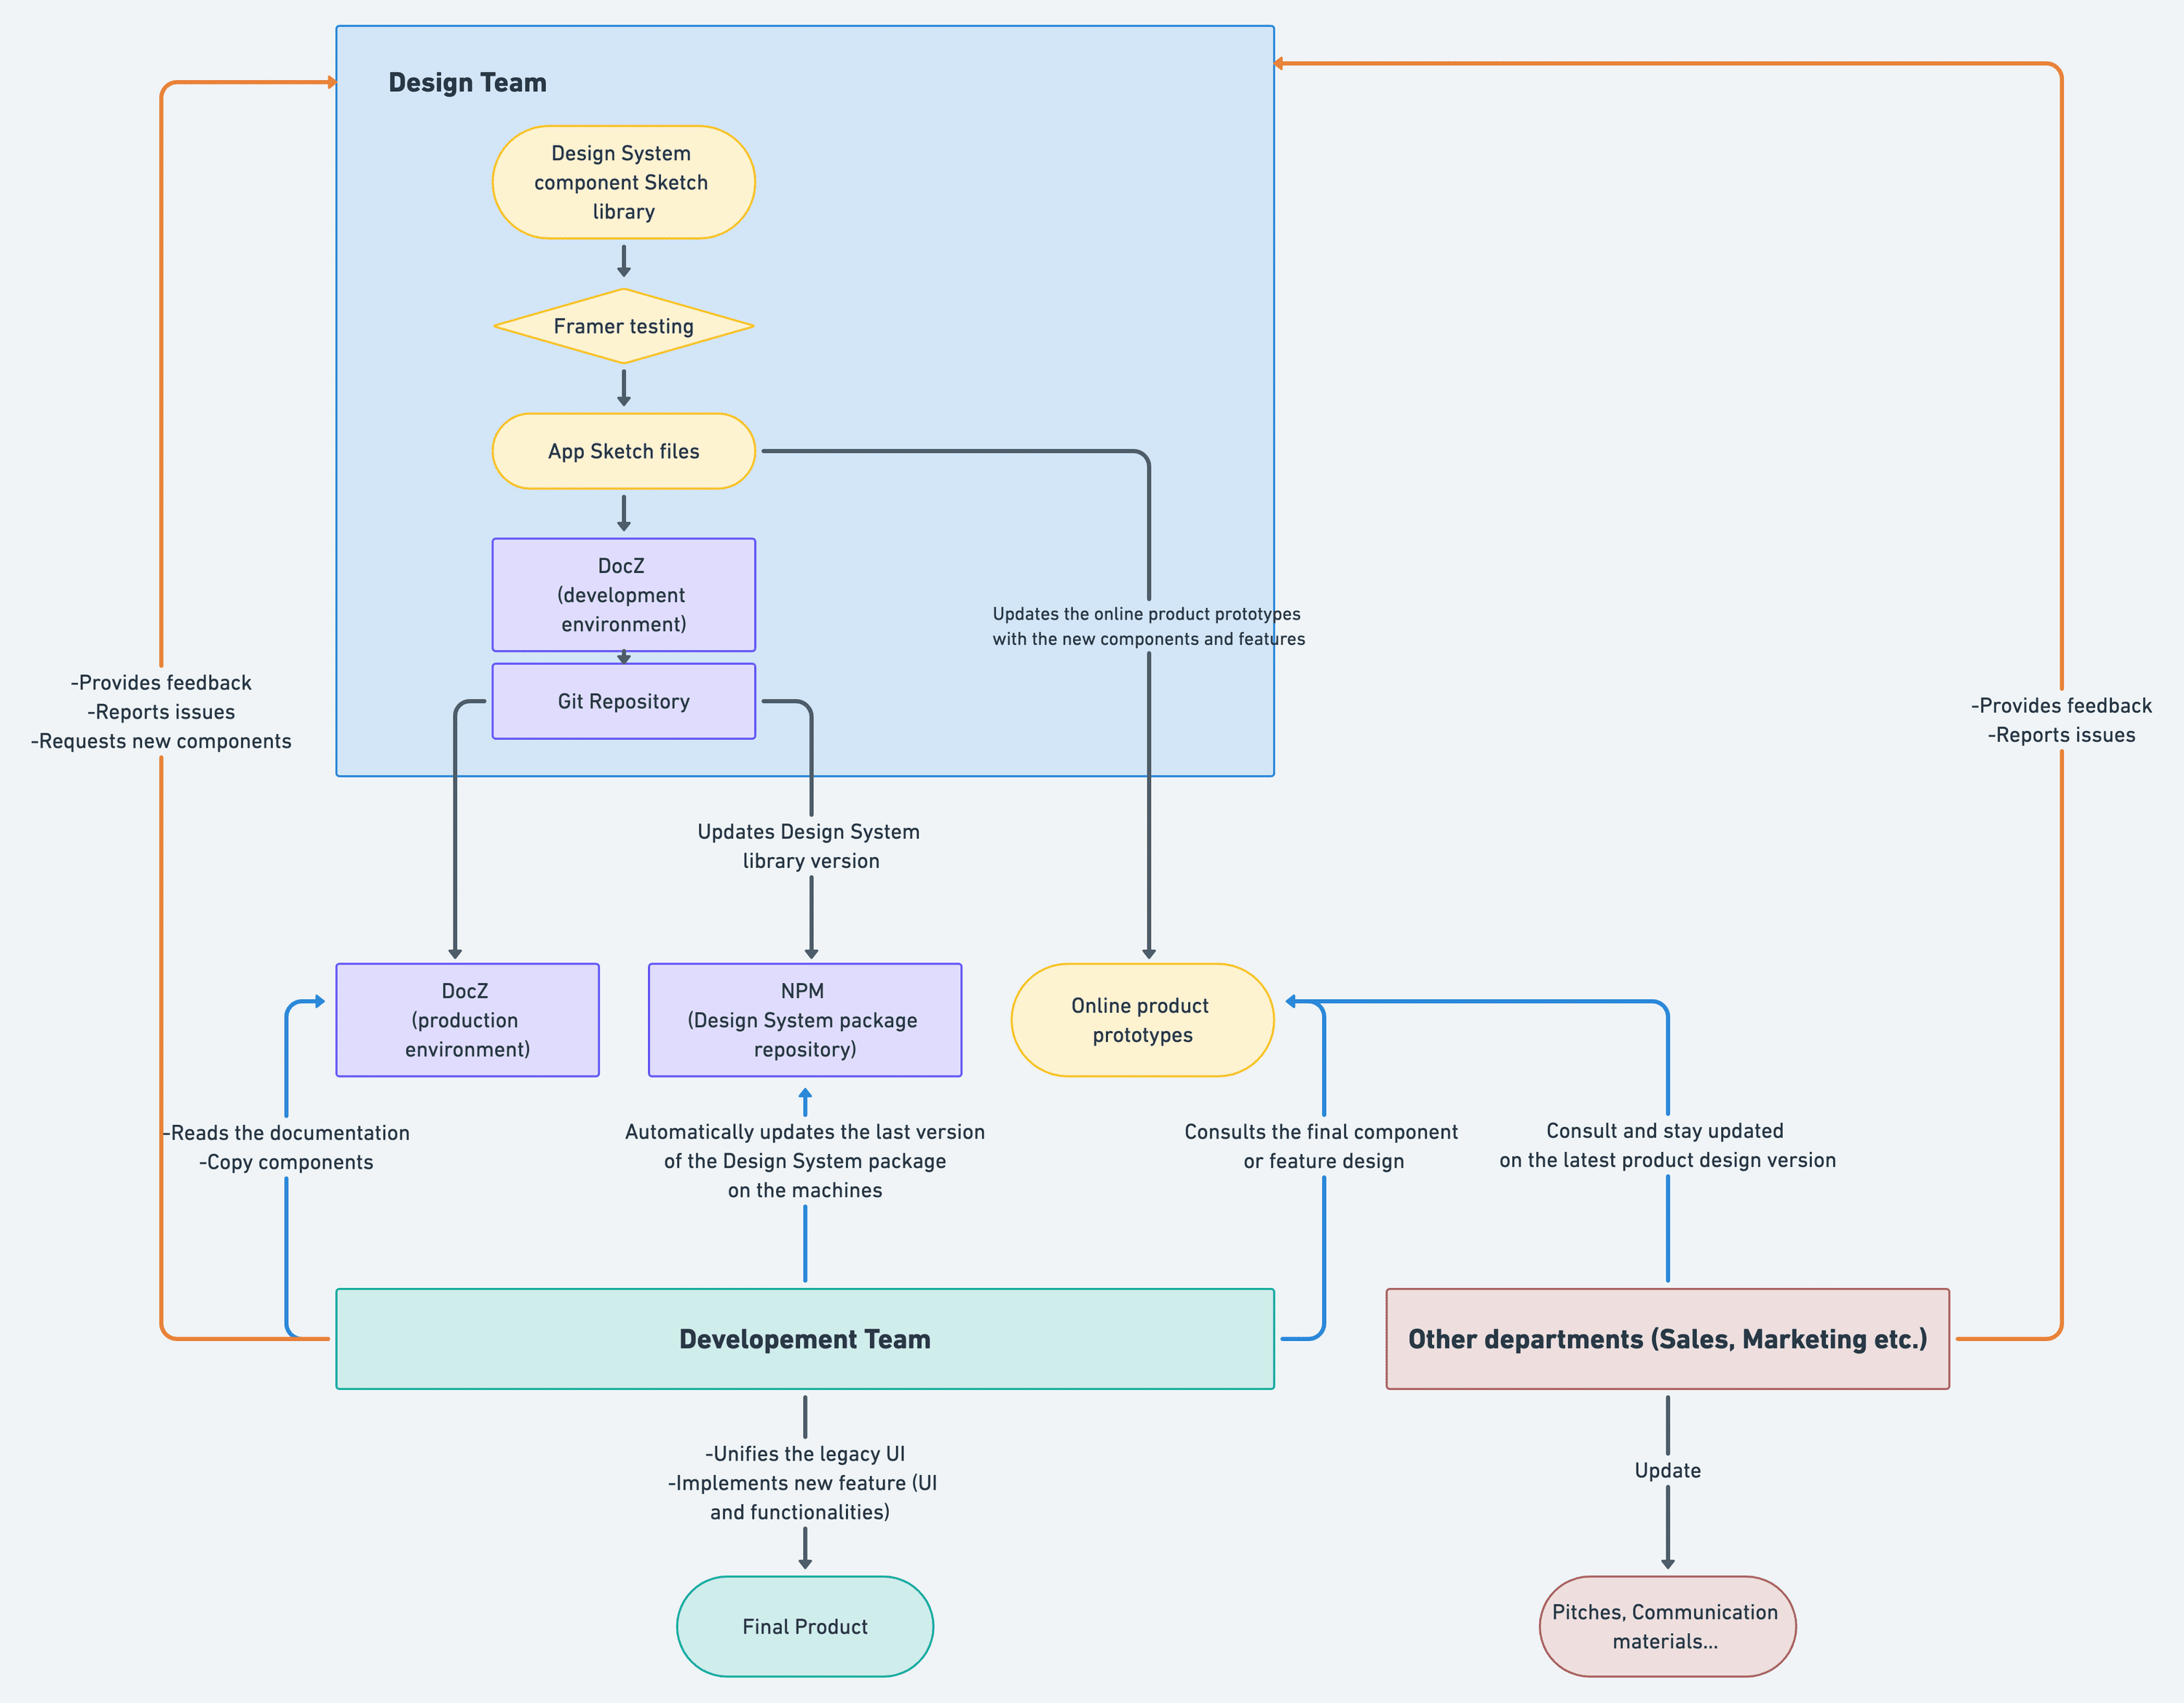 Design Team
Design System
component Sketch
library
Framer testing
App Sketch files
DocZ
(development
environment)
Updates the online product prototypes
with the new components and features
Git Repository
-Provides feedback
-Reports issues
-Requests new components
-Provides feedback
-Reports issues
Updates Design System
library version
DocZ
(production
environment)
NPM
(Design System package
repository)
Online product
prototypes
-Reads the documentation
-Copy components
Automatically updates the last version
of the Design System package
on the machines
Consults the final component
or feature design
Consult and stay updated
on the latest product design version
Developement Team
Other departments (Sales, Marketing etc.)
-Unifies the legacy UI
-Implements new feature (UI
and functionalities)
Update
Final Product
Pitches, Communication
materials...